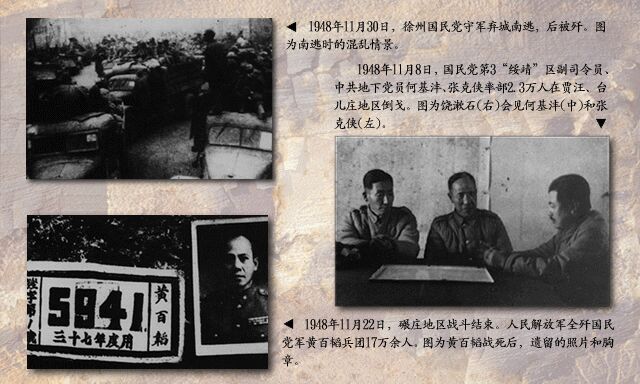 ◀ 1948年11月30日，徐州国民党守军弃城南逃，后被歼。图
为南逃时的混乱情景。
1948年11月8日，国民党第3“绥靖”区副司令员、
中共地下党员何基沣、张克侠率部2.3万人在贾汪、台
儿庄地区倒戈。图为饶漱石(右)会见何基沣(中)和张
克侠(左)。 ▼
5941
三十七年度用
黄百韬
◀ 1948年11月22日，碾庄地区战斗结束。人民解放军全歼国民
党军黄百韬兵团17万余人。图为黄百韬战死后，遗留的照片和胸
章。